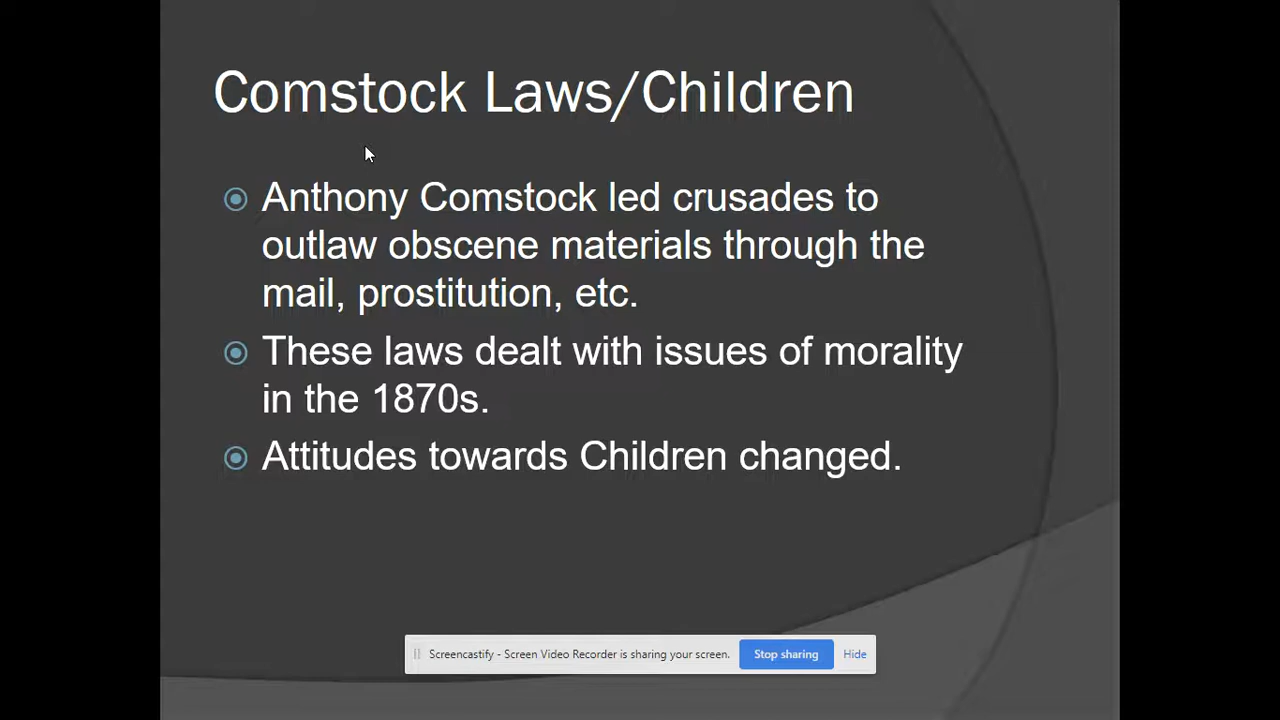 Comstock Laws/Children
Anthony Comstock led crusades to
outlaw obscene materials through the
mail, prostitution, etc.
These laws dealt with issues of morality
in the 1870s.
Attitudes towards Children changed.
Screencastify - Screen Video Recorder is sharing your screen. Stop sharing Hide